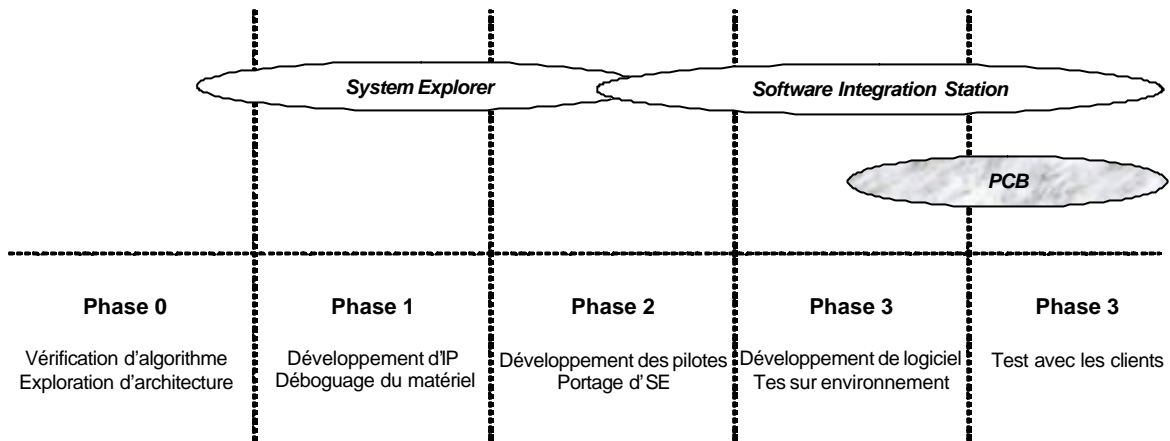 System Explorer
Software Integration Station
PCB
Phase 0
Phase 1
Phase 2
Phase 3
Phase 3
Vérification d'algorithme
Exploration d'architecture
Développement d'IP
Déboguage du matériel
Développement des pilotes
Portage d'SE
Développement de logiciel
Tes sur environnement
Test avec les clients